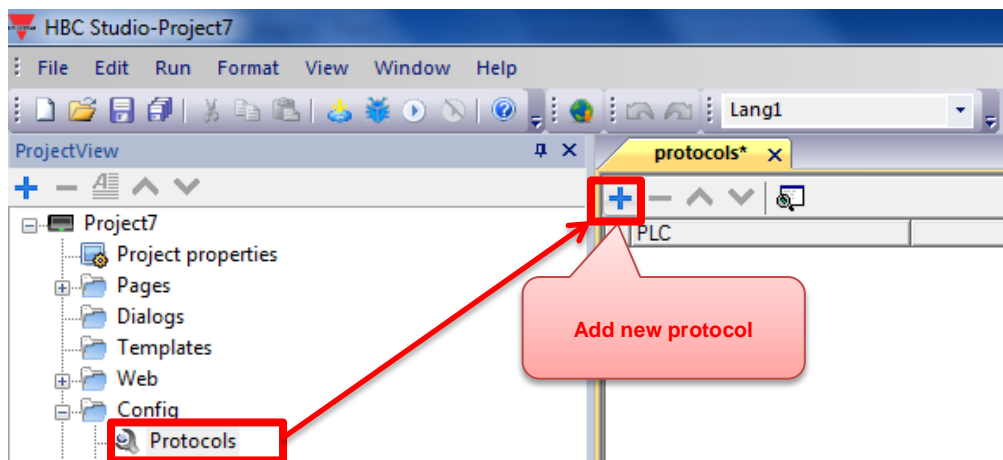 HBC Studio-Project7
File Edit Run Format View Window Help
Lang1
ProjectView
protocols*
PLC
Project7
Project properties
Pages
Dialogs
Templates
Web
Config
Protocols
Add new protocol